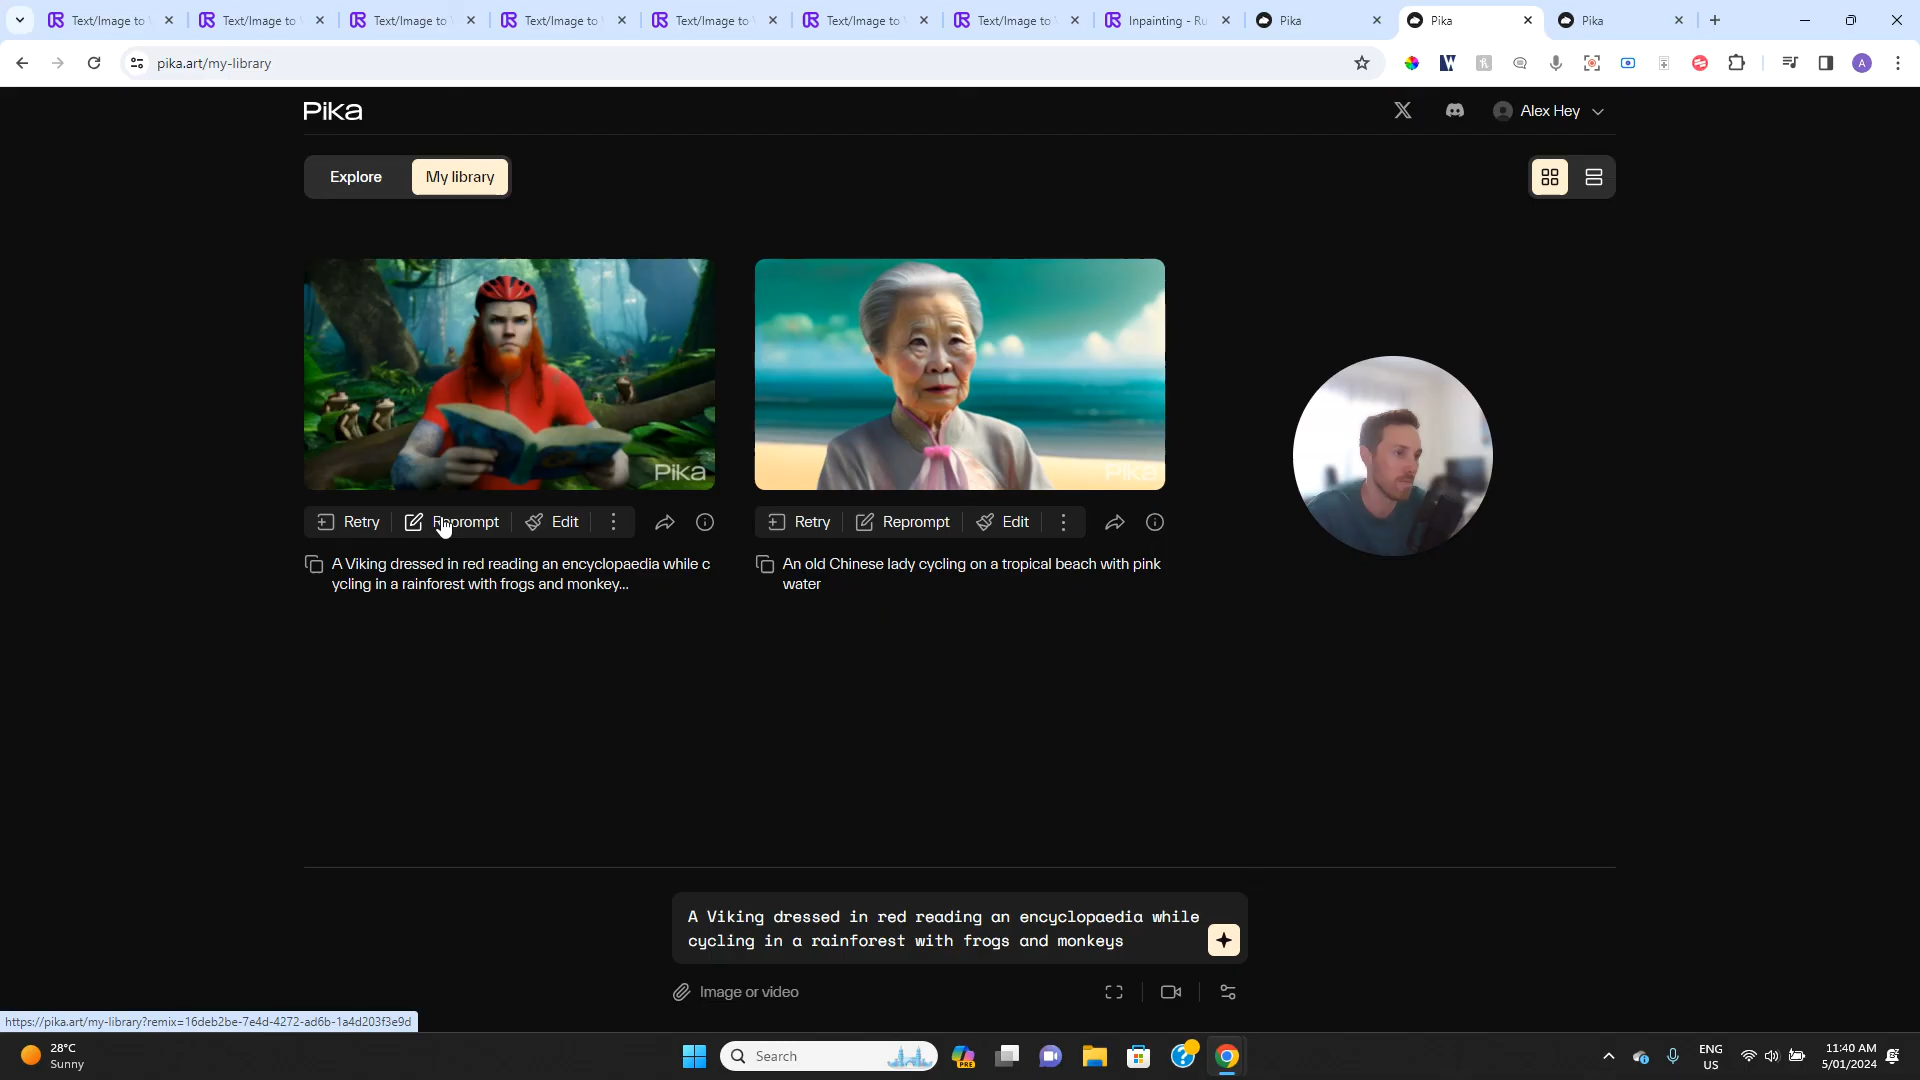 Text/Image to
Text/Image to
Text/Image to
Text/Image to
Text/Image to
Text/Image to
Text/Image to
Inpainting - Ru
Pika
Pika
Pika
pika.art/my-library
Pika
Alex Hey
Explore
My library
Pika
Pika
Retry
Reprompt
Edit
Retry
Reprompt
Edit
A Viking dressed in red reading an encyclopaedia while c
ycling in a rainforest with frogs and monkey...
An old Chinese lady cycling on a tropical beach with pink
water
A Viking dressed in red reading an encyclopaedia while
cycling in a rainforest with frogs and monkeys
Image or video
https://pika.art/my-library?remix=16deb2be-7e4d-4272-ad6b-1a4d203f3e9d
28°C
Sunny
Search
PRE
ENG
US
11:40 AM
5/01/2024